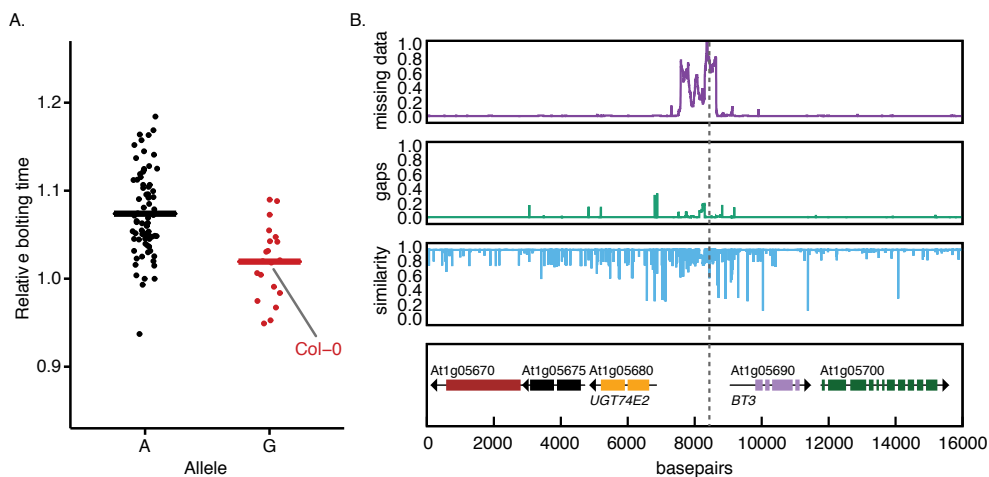 A.
Relative bolting time
1.2
1.1
1.0
0.9
Col−0
A
G
Allele
B.
missing data
1.0
0.8
0.6
0.4
0.2
0.0
gaps
1.0
0.8
0.6
0.4
0.2
0.0
similarity
1.0
0.8
0.6
0.4
0.2
0.0
At1g05670
At1g05675
At1g05680
At1g05690
At1g05700
UGT74E2
BT3
0 2000 4000 6000 8000 10000 12000 14000 16000
basepairs